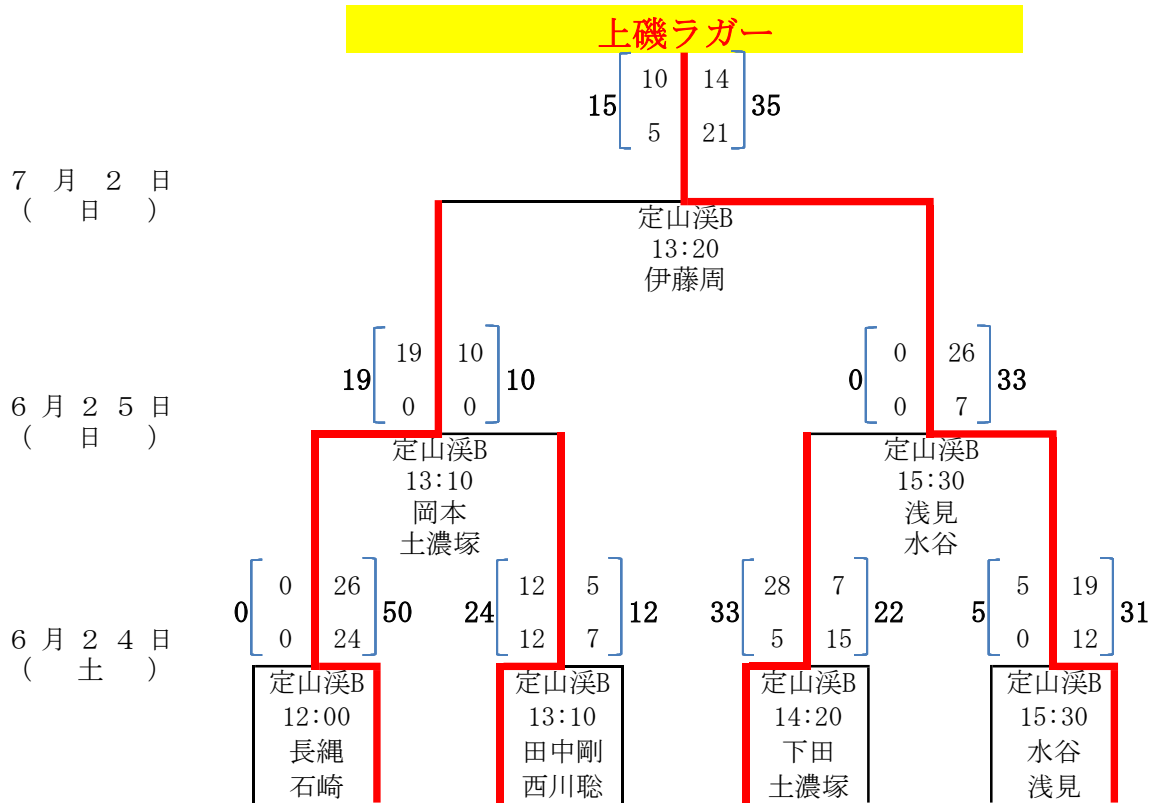 上磯ラガー
10 14
15 35
5 21
７月２日
（日）
定山渓B
13:20
伊藤周
19 10
19 10
0 0
0 26
0 33
0 7
６月２５日
（日）
定山渓B
13:10
岡本
土濃塚
定山渓B
15:30
浅見
水谷
0 26
0 50
0 24
12 5
24 12
12 7
28 7
33 22
5 15
5 19
5 31
0 12
６月２４日
（土）
定山渓B
12:00
長縄
石崎
定山渓B
13:10
田中剛
西川聡
定山渓B
14:20
下田
土濃塚
定山渓B
15:30
水谷
浅見